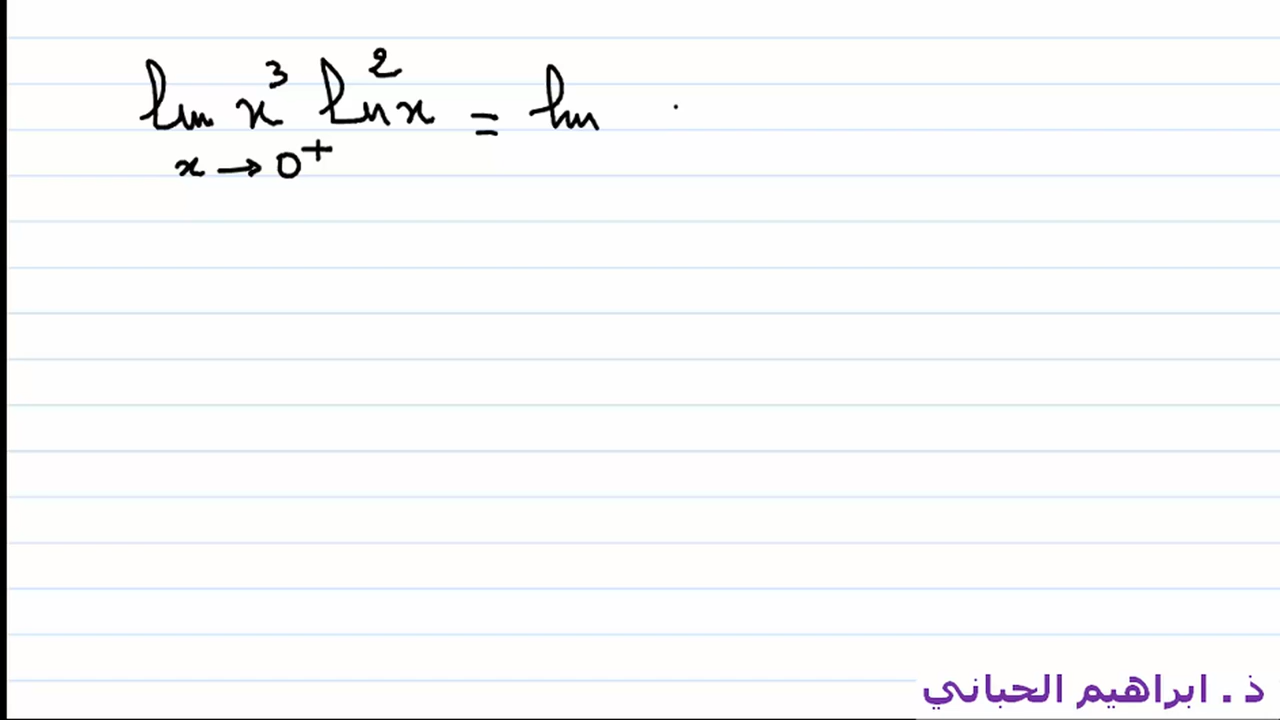 lim x³ ln²x = lim
x → 0⁺
ذ . ابراهيم الحباني